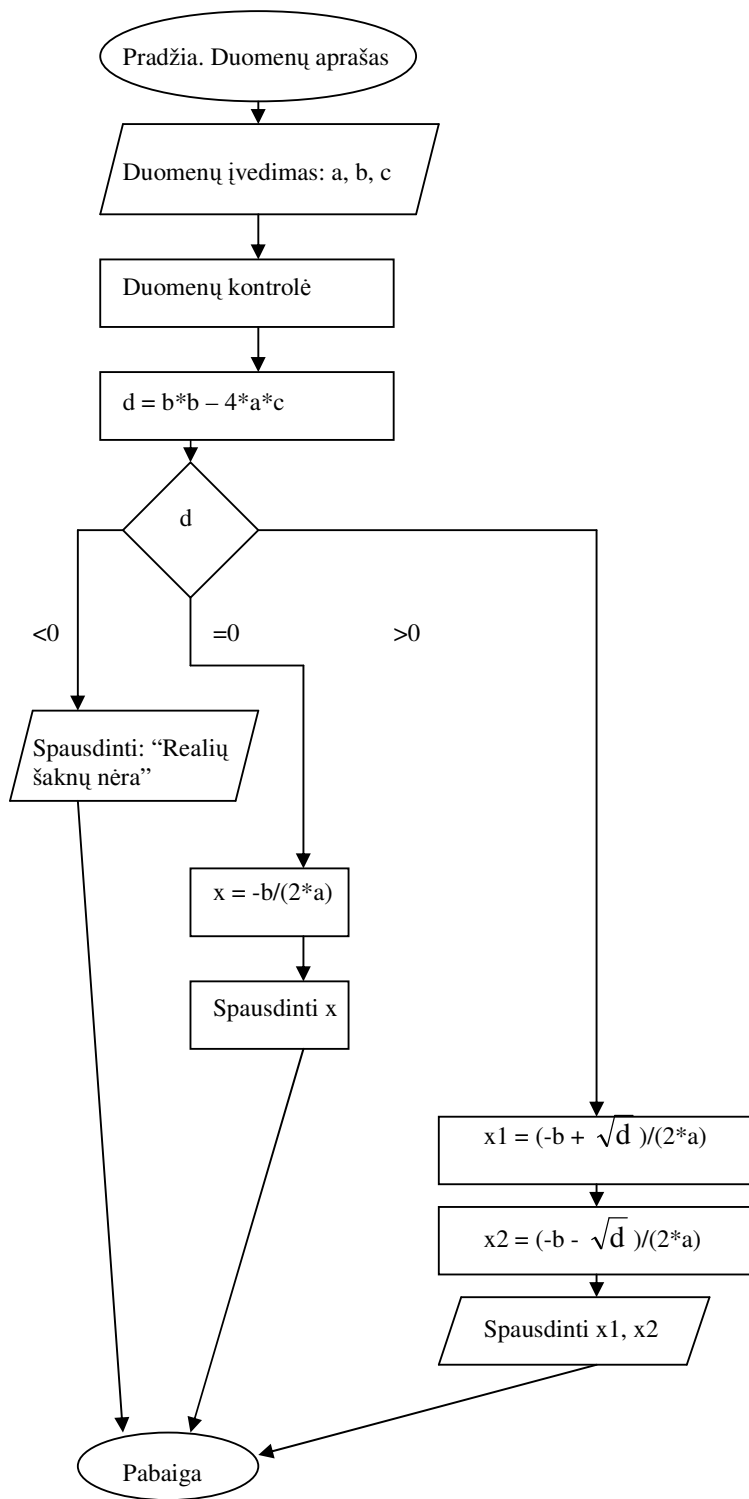 Pradžia. Duomenų aprašas
Duomenų įvedimas: a, b, c
Duomenų kontrolė
d = b*b – 4*a*c
d
<0
=0
>0
Spausdinti: “Realių
šaknų nėra”
x = -b/(2*a)
Spausdinti x
x1 = (-b + √d )/(2*a)
x2 = (-b - √d )/(2*a)
Spausdinti x1, x2
Pabaiga